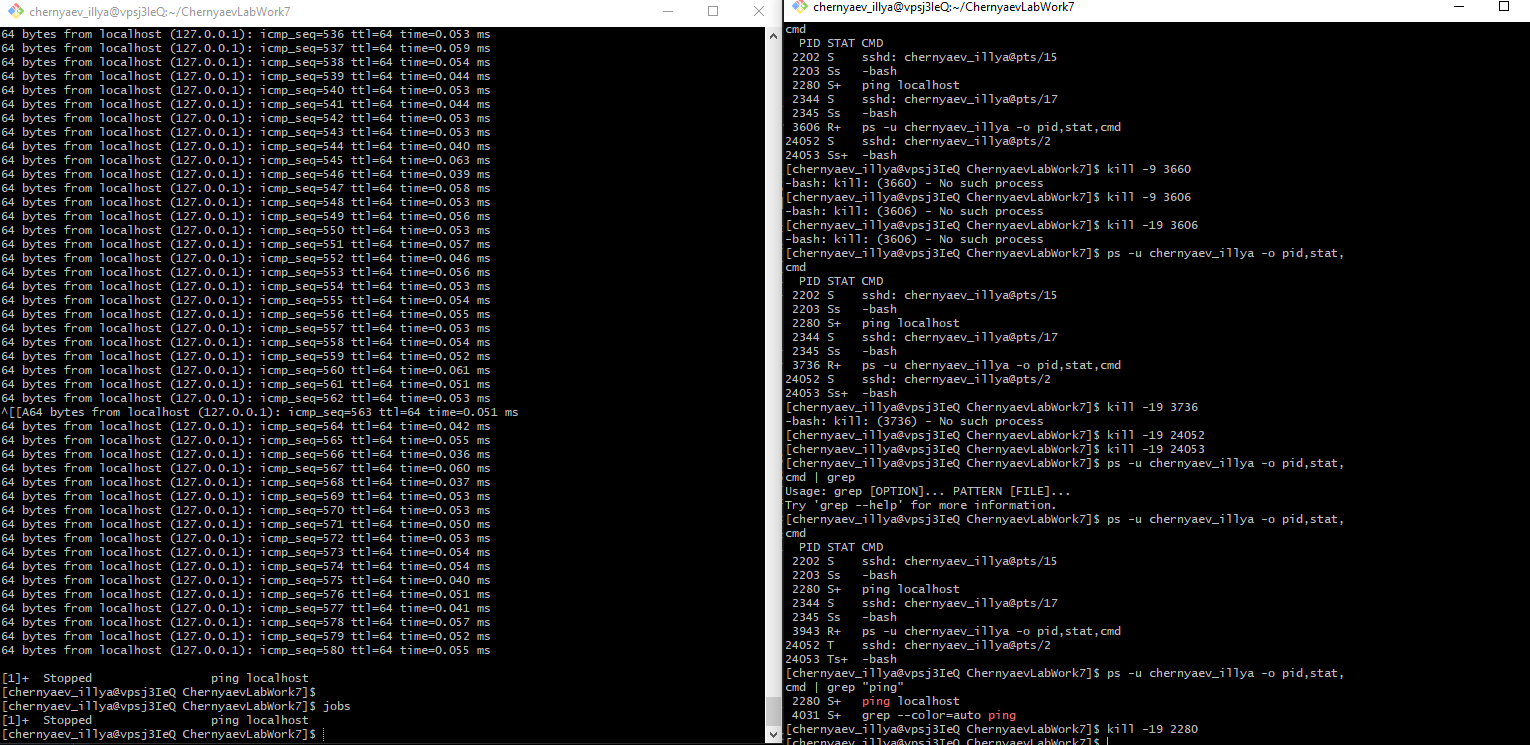 chernyaev_illya@vpsj3IeQ:~/ChernyaevLabWork7
64 bytes from localhost (127.0.0.1): icmp_seq=536 ttl=64 time=0.053 ms
64 bytes from localhost (127.0.0.1): icmp_seq=537 ttl=64 time=0.059 ms
64 bytes from localhost (127.0.0.1): icmp_seq=538 ttl=64 time=0.054 ms
64 bytes from localhost (127.0.0.1): icmp_seq=539 ttl=64 time=0.044 ms
64 bytes from localhost (127.0.0.1): icmp_seq=540 ttl=64 time=0.053 ms
64 bytes from localhost (127.0.0.1): icmp_seq=541 ttl=64 time=0.044 ms
64 bytes from localhost (127.0.0.1): icmp_seq=542 ttl=64 time=0.053 ms
64 bytes from localhost (127.0.0.1): icmp_seq=543 ttl=64 time=0.053 ms
64 bytes from localhost (127.0.0.1): icmp_seq=544 ttl=64 time=0.040 ms
64 bytes from localhost (127.0.0.1): icmp_seq=545 ttl=64 time=0.063 ms
64 bytes from localhost (127.0.0.1): icmp_seq=546 ttl=64 time=0.039 ms
64 bytes from localhost (127.0.0.1): icmp_seq=547 ttl=64 time=0.058 ms
64 bytes from localhost (127.0.0.1): icmp_seq=548 ttl=64 time=0.053 ms
64 bytes from localhost (127.0.0.1): icmp_seq=549 ttl=64 time=0.056 ms
64 bytes from localhost (127.0.0.1): icmp_seq=550 ttl=64 time=0.053 ms
64 bytes from localhost (127.0.0.1): icmp_seq=551 ttl=64 time=0.057 ms
64 bytes from localhost (127.0.0.1): icmp_seq=552 ttl=64 time=0.046 ms
64 bytes from localhost (127.0.0.1): icmp_seq=553 ttl=64 time=0.056 ms
64 bytes from localhost (127.0.0.1): icmp_seq=554 ttl=64 time=0.053 ms
64 bytes from localhost (127.0.0.1): icmp_seq=555 ttl=64 time=0.054 ms
64 bytes from localhost (127.0.0.1): icmp_seq=556 ttl=64 time=0.055 ms
64 bytes from localhost (127.0.0.1): icmp_seq=557 ttl=64 time=0.053 ms
64 bytes from localhost (127.0.0.1): icmp_seq=558 ttl=64 time=0.054 ms
64 bytes from localhost (127.0.0.1): icmp_seq=559 ttl=64 time=0.052 ms
64 bytes from localhost (127.0.0.1): icmp_seq=560 ttl=64 time=0.061 ms
64 bytes from localhost (127.0.0.1): icmp_seq=561 ttl=64 time=0.051 ms
64 bytes from localhost (127.0.0.1): icmp_seq=562 ttl=64 time=0.053 ms
^[[A64 bytes from localhost (127.0.0.1): icmp_seq=563 ttl=64 time=0.051 ms
64 bytes from localhost (127.0.0.1): icmp_seq=564 ttl=64 time=0.042 ms
64 bytes from localhost (127.0.0.1): icmp_seq=565 ttl=64 time=0.055 ms
64 bytes from localhost (127.0.0.1): icmp_seq=566 ttl=64 time=0.036 ms
64 bytes from localhost (127.0.0.1): icmp_seq=567 ttl=64 time=0.060 ms
64 bytes from localhost (127.0.0.1): icmp_seq=568 ttl=64 time=0.037 ms
64 bytes from localhost (127.0.0.1): icmp_seq=569 ttl=64 time=0.053 ms
64 bytes from localhost (127.0.0.1): icmp_seq=570 ttl=64 time=0.053 ms
64 bytes from localhost (127.0.0.1): icmp_seq=571 ttl=64 time=0.050 ms
64 bytes from localhost (127.0.0.1): icmp_seq=572 ttl=64 time=0.053 ms
64 bytes from localhost (127.0.0.1): icmp_seq=573 ttl=64 time=0.054 ms
64 bytes from localhost (127.0.0.1): icmp_seq=574 ttl=64 time=0.054 ms
64 bytes from localhost (127.0.0.1): icmp_seq=575 ttl=64 time=0.040 ms
64 bytes from localhost (127.0.0.1): icmp_seq=576 ttl=64 time=0.051 ms
64 bytes from localhost (127.0.0.1): icmp_seq=577 ttl=64 time=0.041 ms
64 bytes from localhost (127.0.0.1): icmp_seq=578 ttl=64 time=0.057 ms
64 bytes from localhost (127.0.0.1): icmp_seq=579 ttl=64 time=0.052 ms
64 bytes from localhost (127.0.0.1): icmp_seq=580 ttl=64 time=0.055 ms
[1]+  Stopped                 ping localhost
[chernyaev_illya@vpsj3IeQ ChernyaevLabWork7]$
[chernyaev_illya@vpsj3IeQ ChernyaevLabWork7]$ jobs
[1]+  Stopped                 ping localhost
[chernyaev_illya@vpsj3IeQ ChernyaevLabWork7]$
chernyaev_illya@vpsj3IeQ:~/ChernyaevLabWork7
cmd
  PID STAT CMD
 2202 S    sshd: chernyaev_illya@pts/15
 2203 Ss   -bash
 2280 S+   ping localhost
 2344 S    sshd: chernyaev_illya@pts/17
 2345 Ss   -bash
 3606 R+   ps -u chernyaev_illya -o pid,stat,cmd
24052 S    sshd: chernyaev_illya@pts/2
24053 Ss+  -bash
[chernyaev_illya@vpsj3IeQ ChernyaevLabWork7]$ kill -9 3660
-bash: kill: (3660) - No such process
[chernyaev_illya@vpsj3IeQ ChernyaevLabWork7]$ kill -9 3606
-bash: kill: (3606) - No such process
[chernyaev_illya@vpsj3IeQ ChernyaevLabWork7]$ kill -19 3606
-bash: kill: (3606) - No such process
[chernyaev_illya@vpsj3IeQ ChernyaevLabWork7]$ ps -u chernyaev_illya -o pid,stat,
cmd
  PID STAT CMD
 2202 S    sshd: chernyaev_illya@pts/15
 2203 Ss   -bash
 2280 S+   ping localhost
 2344 S    sshd: chernyaev_illya@pts/17
 2345 Ss   -bash
 3736 R+   ps -u chernyaev_illya -o pid,stat,cmd
24052 S    sshd: chernyaev_illya@pts/2
24053 Ss+  -bash
[chernyaev_illya@vpsj3IeQ ChernyaevLabWork7]$ kill -19 3736
-bash: kill: (3736) - No such process
[chernyaev_illya@vpsj3IeQ ChernyaevLabWork7]$ kill -19 24052
[chernyaev_illya@vpsj3IeQ ChernyaevLabWork7]$ kill -19 24053
[chernyaev_illya@vpsj3IeQ ChernyaevLabWork7]$ ps -u chernyaev_illya -o pid,stat,
cmd | grep
Usage: grep [OPTION]... PATTERN [FILE]...
Try 'grep --help' for more information.
[chernyaev_illya@vpsj3IeQ ChernyaevLabWork7]$ ps -u chernyaev_illya -o pid,stat,
cmd
  PID STAT CMD
 2202 S    sshd: chernyaev_illya@pts/15
 2203 Ss   -bash
 2280 S+   ping localhost
 2344 S    sshd: chernyaev_illya@pts/17
 2345 Ss   -bash
 3943 R+   ps -u chernyaev_illya -o pid,stat,cmd
24052 T    sshd: chernyaev_illya@pts/2
24053 Ts+  -bash
[chernyaev_illya@vpsj3IeQ ChernyaevLabWork7]$ ps -u chernyaev_illya -o pid,stat,
cmd | grep "ping"
 2280 S+   ping localhost
 4031 S+   grep --color=auto ping
[chernyaev_illya@vpsj3IeQ ChernyaevLabWork7]$ kill -19 2280
[chernyaev_illya@vpsj3IeQ ChernyaevLabWork7]$